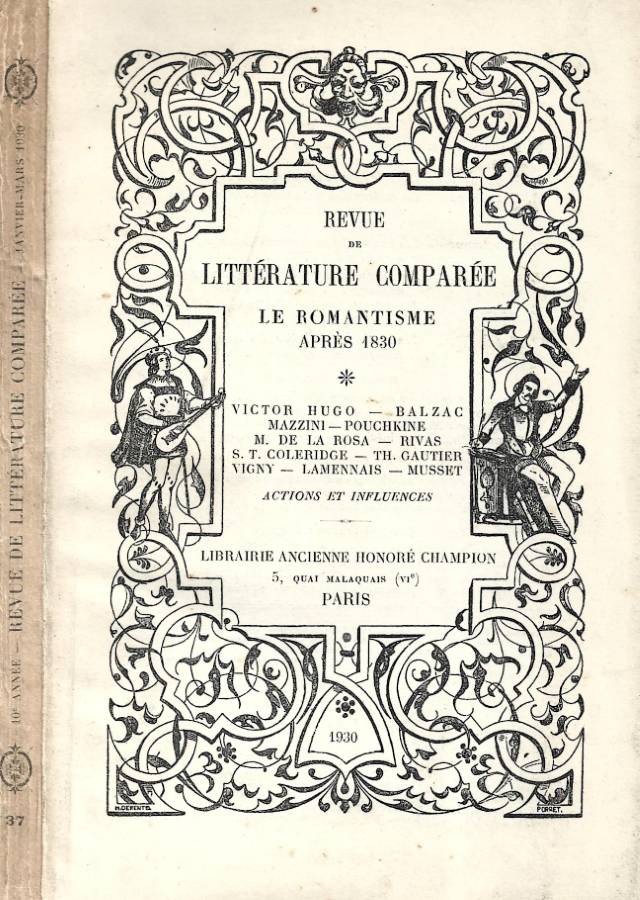 REVUE
DE
LITTÉRATURE COMPARÉE
LE ROMANTISME
APRÈS 1830
VICTOR HUGO — BALZAC
MAZZINI — POUCHKINE
M. DE LA ROSA — RIVAS
S. T. COLERIDGE — TH. GAUTIER
VIGNY — LAMENNAIS — MUSSET
ACTIONS ET INFLUENCES
LIBRAIRIE ANCIENNE HONORÉ CHAMPION
5, QUAI MALAQUAIS (VIᵉ)
PARIS
1930
PORRET.
10ᵉ ANNÉE — REVUE DE LITTÉRATURE COMPARÉE — JANVIER-MARS 1930
37